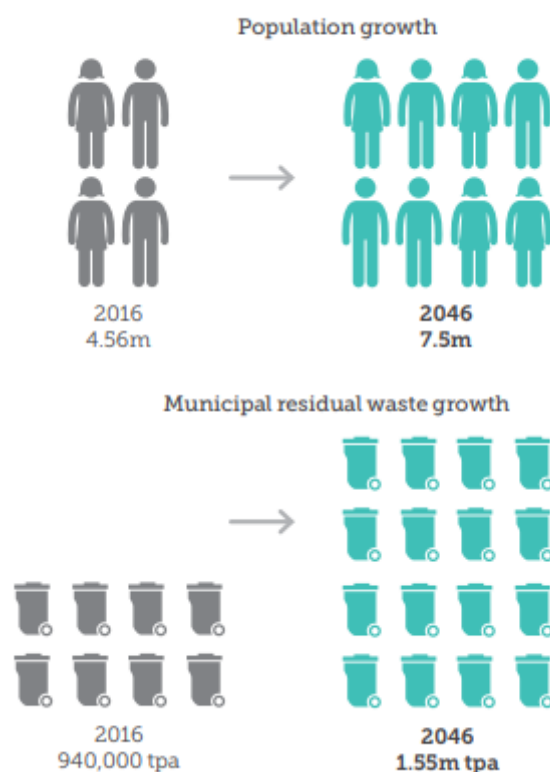 Population growth
2016
4.56m
2046
7.5m
Municipal residual waste growth
2016
940,000 tpa
2046
1.55m tpa